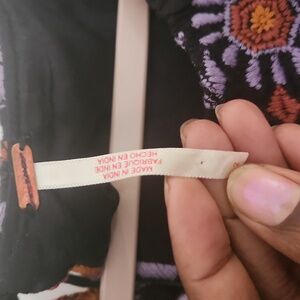 MADE IN INDIA
FABRIQUE EN INDE
HECHO EN INDIA